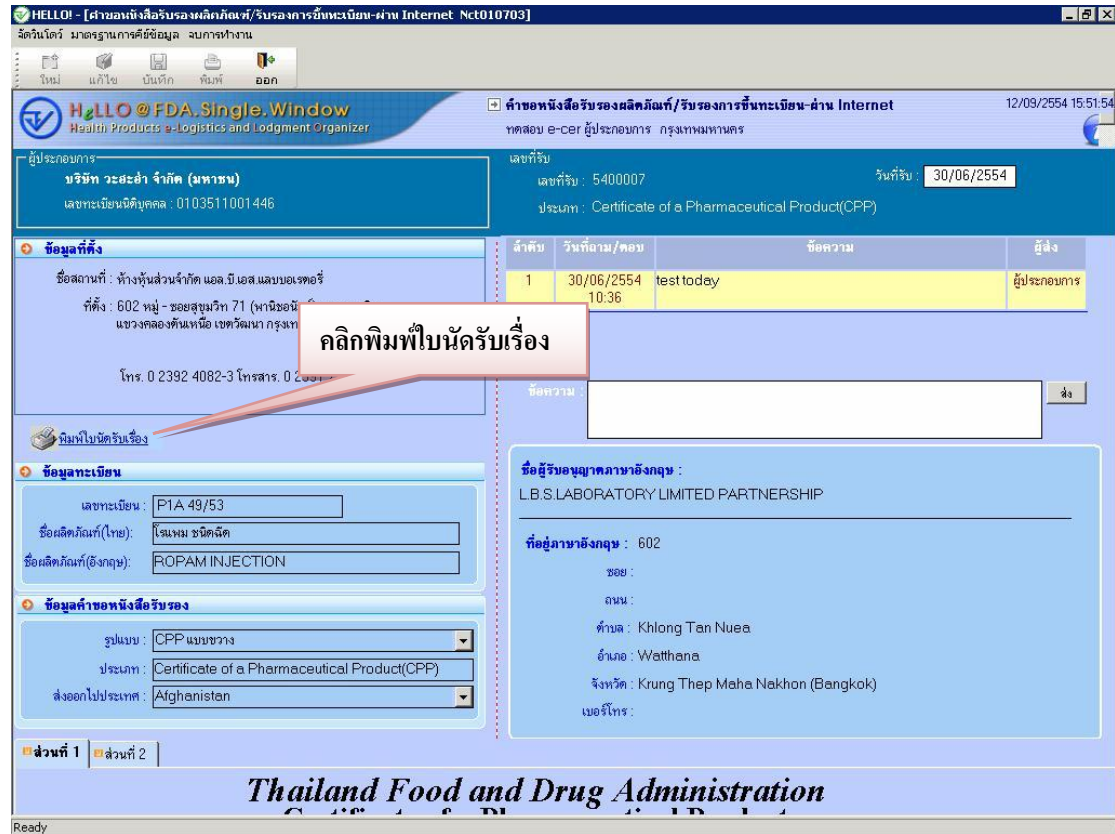 HELLO! - [คำขอหนังสือรับรองผลิตภัณฑ์/รับรองการขึ้นทะเบียน-ผ่าน Internet Nct010703]
จัดวินโดว์ มาตรฐานการคีย์ข้อมูล จบการทำงาน
ใหม่ แก้ไข บันทึก พิมพ์ ออก
HeLLO @ FDA.Single.Window
Health Products e-Logistics and Lodgment Organizer
คำขอหนังสือรับรองผลิตภัณฑ์/รับรองการขึ้นทะเบียน-ผ่าน Internet 12/09/2554 15:51:54
ทดสอบ e-cer ผู้ประกอบการ กรุงเทพมหานคร
ผู้ประกอบการ
บริษัท วะฮะฮ่า จำกัด (มหาชน)
เลขทะเบียนนิติบุคคล : 0103511001446
เลขที่รับ
เลขที่รับ : 5400007 วันที่รับ : 30/06/2554
ประเภท : Certificate of a Pharmaceutical Product(CPP)
ข้อมูลที่ตั้ง
ชื่อสถานที่ : ห้างหุ้นส่วนจำกัด แอล.บี.เอส.แลบบอเรตอรี่
ที่ตั้ง : 602 หมู่ - ซอยสุขุมวิท 71
แขวงคลองตันเหนือ เขตวัฒนา
โทร. 0 2392 4082-3 โทรสาร. 0
คลิกพิมพ์ใบนัดรับเรื่อง
พิมพ์ใบนัดรับเรื่อง
ลำดับ วันที่ถาม/ตอบ ข้อความ ผู้ส่ง
1 30/06/2554 test today ผู้ประกอบการ
10:36
ข้อความ : ส่ง
ข้อมูลทะเบียน
เลขทะเบียน : P1A 49/53
ชื่อผลิตภัณฑ์(ไทย): โรแพม ชนิดฉีด
ชื่อผลิตภัณฑ์(อังกฤษ): ROPAM INJECTION
ข้อมูลคำขอหนังสือรับรอง
รูปแบบ : CPP แบบขวาง
ประเภท : Certificate of a Pharmaceutical Product(CPP)
ส่งออกไปประเทศ : Afghanistan
ชื่อผู้รับอนุญาตภาษาอังกฤษ :
L.B.S.LABORATORY LIMITED PARTNERSHIP
ที่อยู่ภาษาอังกฤษ : 602
ซอย :
ถนน :
ตำบล : Khlong Tan Nuea
อำเภอ : Watthana
จังหวัด : Krung Thep Maha Nakhon (Bangkok)
เบอร์โทร :
ส่วนที่ 1 ส่วนที่ 2
Thailand Food and Drug Administration
Ready